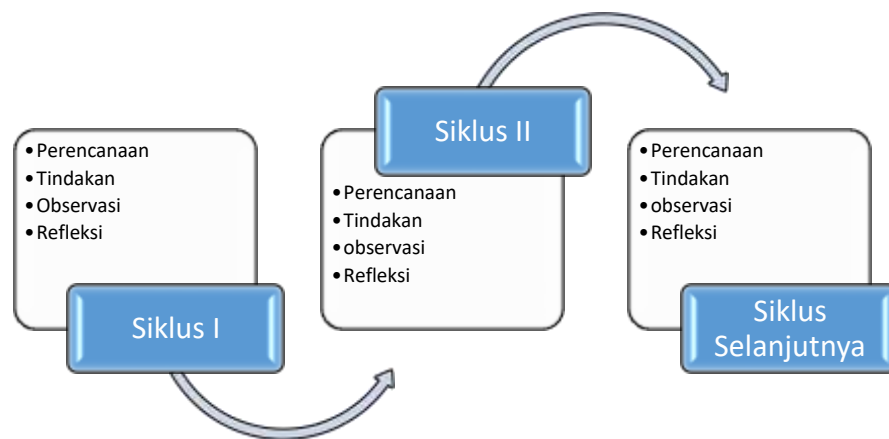 • Perencanaan
• Tindakan
• Observasi
• Refleksi
Siklus I
Siklus II
• Perencanaan
• Tindakan
• observasi
• Refleksi
• Perencanaan
• Tindakan
• observasi
• Refleksi
Siklus
Selanjutnya